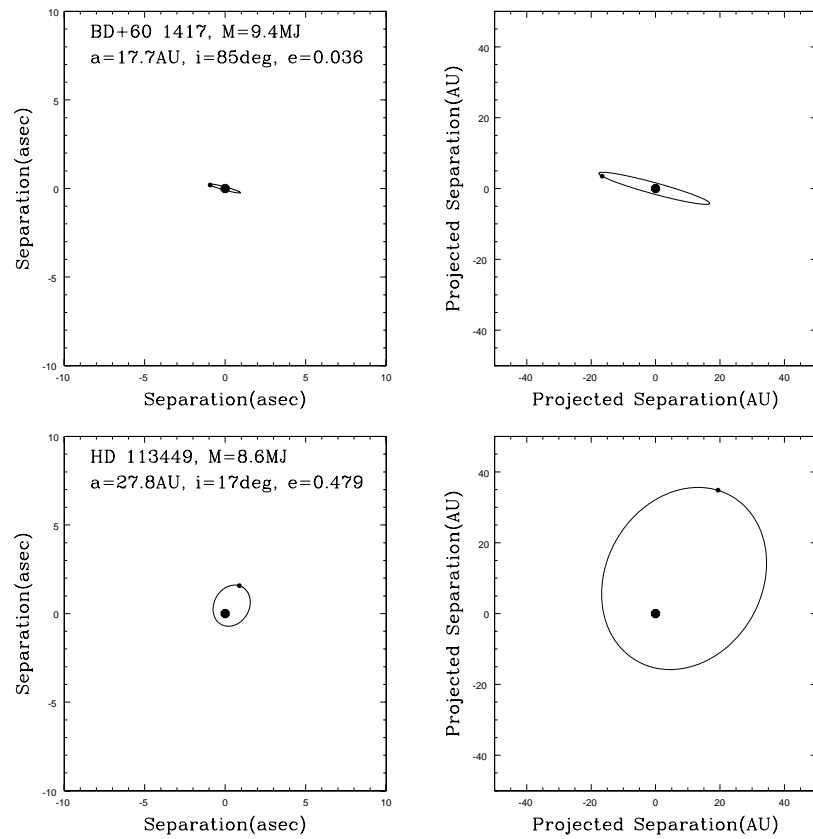 BD+60 1417, M=9.4MJ
a=17.7AU, i=85deg, e=0.036
10
5
0
-5
-10
Separation(asec)
-10 -5 0 5 10
Separation(asec)
40
20
0
-20
-40
Projected Separation(AU)
-40 -20 0 20 40
Projected Separation(AU)
HD 113449, M=8.6MJ
a=27.8AU, i=17deg, e=0.479
10
5
0
-5
-10
Separation(asec)
-10 -5 0 5 10
Separation(asec)
40
20
0
-20
-40
Projected Separation(AU)
-40 -20 0 20 40
Projected Separation(AU)